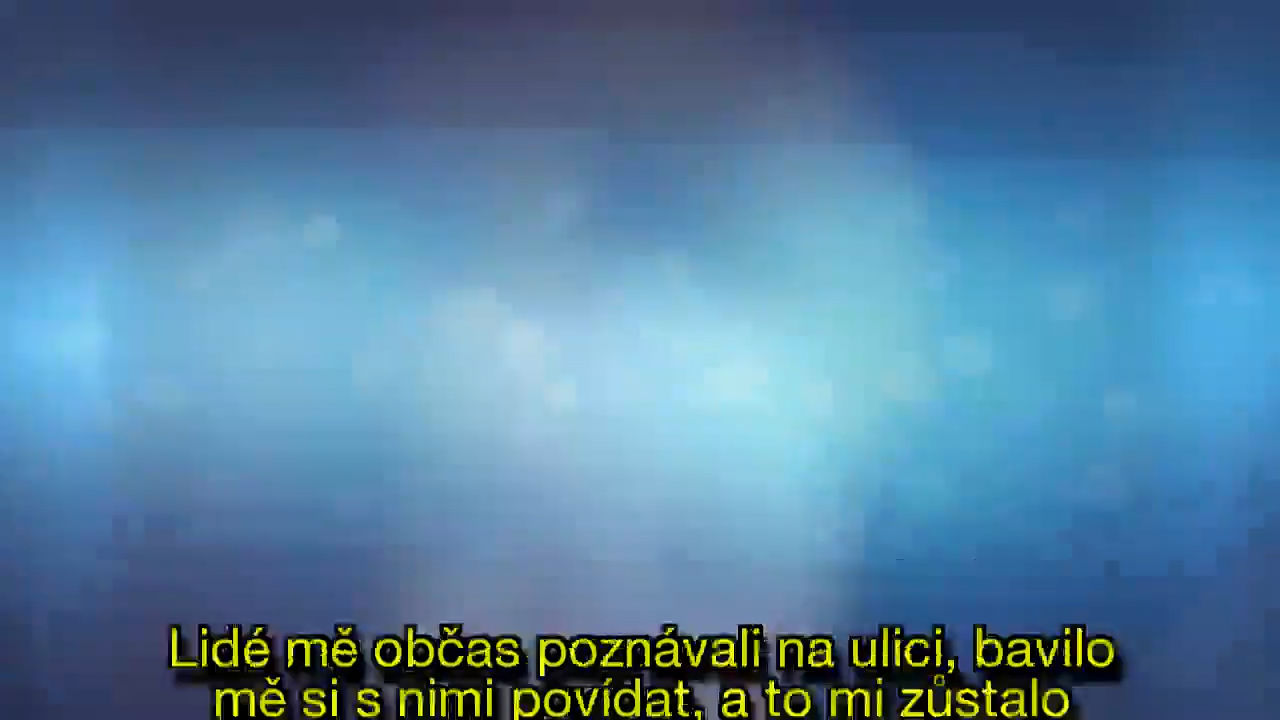 Lidé mě občas poznávali na ulici, bavilo
mě si s nimi povídat, a to mi zůstalo